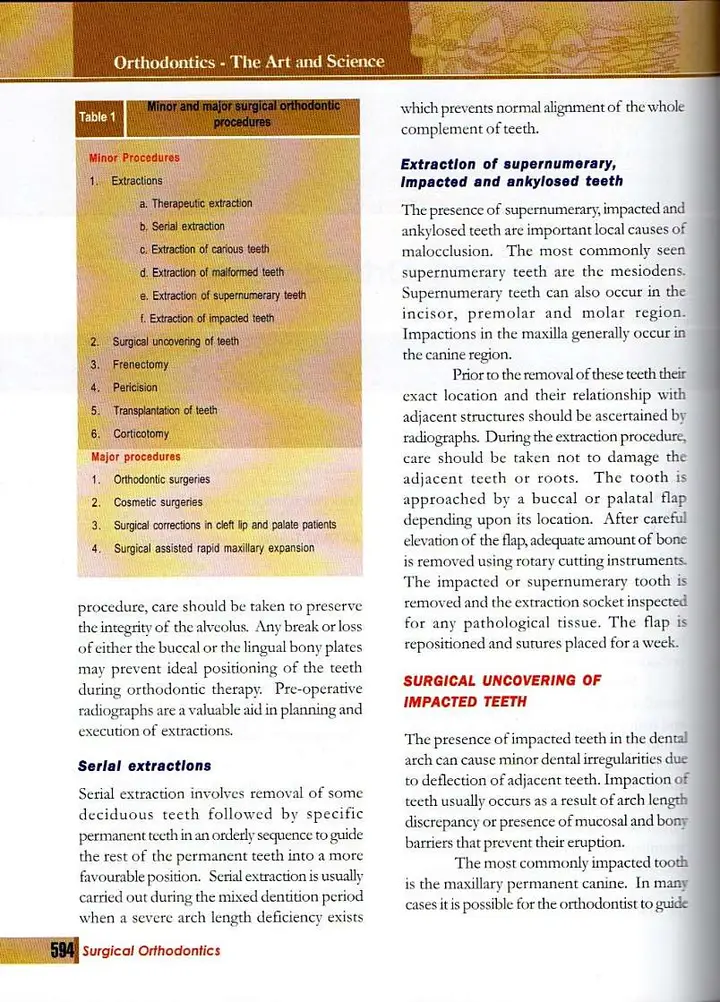 Orthodontics - The Art and Science
Table 1
Minor and major surgical orthodontic
procedures
Minor Procedures
1. Extractions
a. Therapeutic extraction
b. Serial extraction
c. Extraction of carious teeth
d. Extraction of malformed teeth
e. Extraction of supernumerary teeth
f. Extraction of impacted teeth
2. Surgical uncovering of teeth
3. Frenectomy
4. Pericision
5. Transplantation of teeth
6. Corticotomy
Major procedures
1. Orthodontic surgeries
2. Cosmetic surgeries
3. Surgical corrections in cleft lip and palate patients
4. Surgical assisted rapid maxillary expansion
procedure, care should be taken to preserve
the integrity of the alveolus. Any break or loss
of either the buccal or the lingual bony plates
may prevent ideal positioning of the teeth
during orthodontic therapy. Pre-operative
radiographs are a valuable aid in planning and
execution of extractions.
Serial extractions
Serial extraction involves removal of some
deciduous teeth followed by specific
permanent teeth in an orderly sequence to guide
the rest of the permanent teeth into a more
favourable position. Serial extraction is usually
carried out during the mixed dentition period
when a severe arch length deficiency exists
which prevents normal alignment of the whole
complement of teeth.
Extraction of supernumerary,
impacted and ankylosed teeth
The presence of supernumerary, impacted and
ankylosed teeth are important local causes of
malocclusion. The most commonly seen
supernumerary teeth are the mesiodens.
Supernumerary teeth can also occur in the
incisor, premolar and molar region.
Impactions in the maxilla generally occur in
the canine region.
Prior to the removal of these teeth their
exact location and their relationship with
adjacent structures should be ascertained by
radiographs. During the extraction procedure,
care should be taken not to damage the
adjacent teeth or roots. The tooth is
approached by a buccal or palatal flap
depending upon its location. After careful
elevation of the flap, adequate amount of bone
is removed using rotary cutting instruments.
The impacted or supernumerary tooth is
removed and the extraction socket inspected
for any pathological tissue. The flap is
repositioned and sutures placed for a week.
SURGICAL UNCOVERING OF
IMPACTED TEETH
The presence of impacted teeth in the dental
arch can cause minor dental irregularities due
to deflection of adjacent teeth. Impaction of
teeth usually occurs as a result of arch length
discrepancy or presence of mucosal and bony
barriers that prevent their eruption.
The most commonly impacted tooth
is the maxillary permanent canine. In many
cases it is possible for the orthodontist to guide
594 Surgical Orthodontics